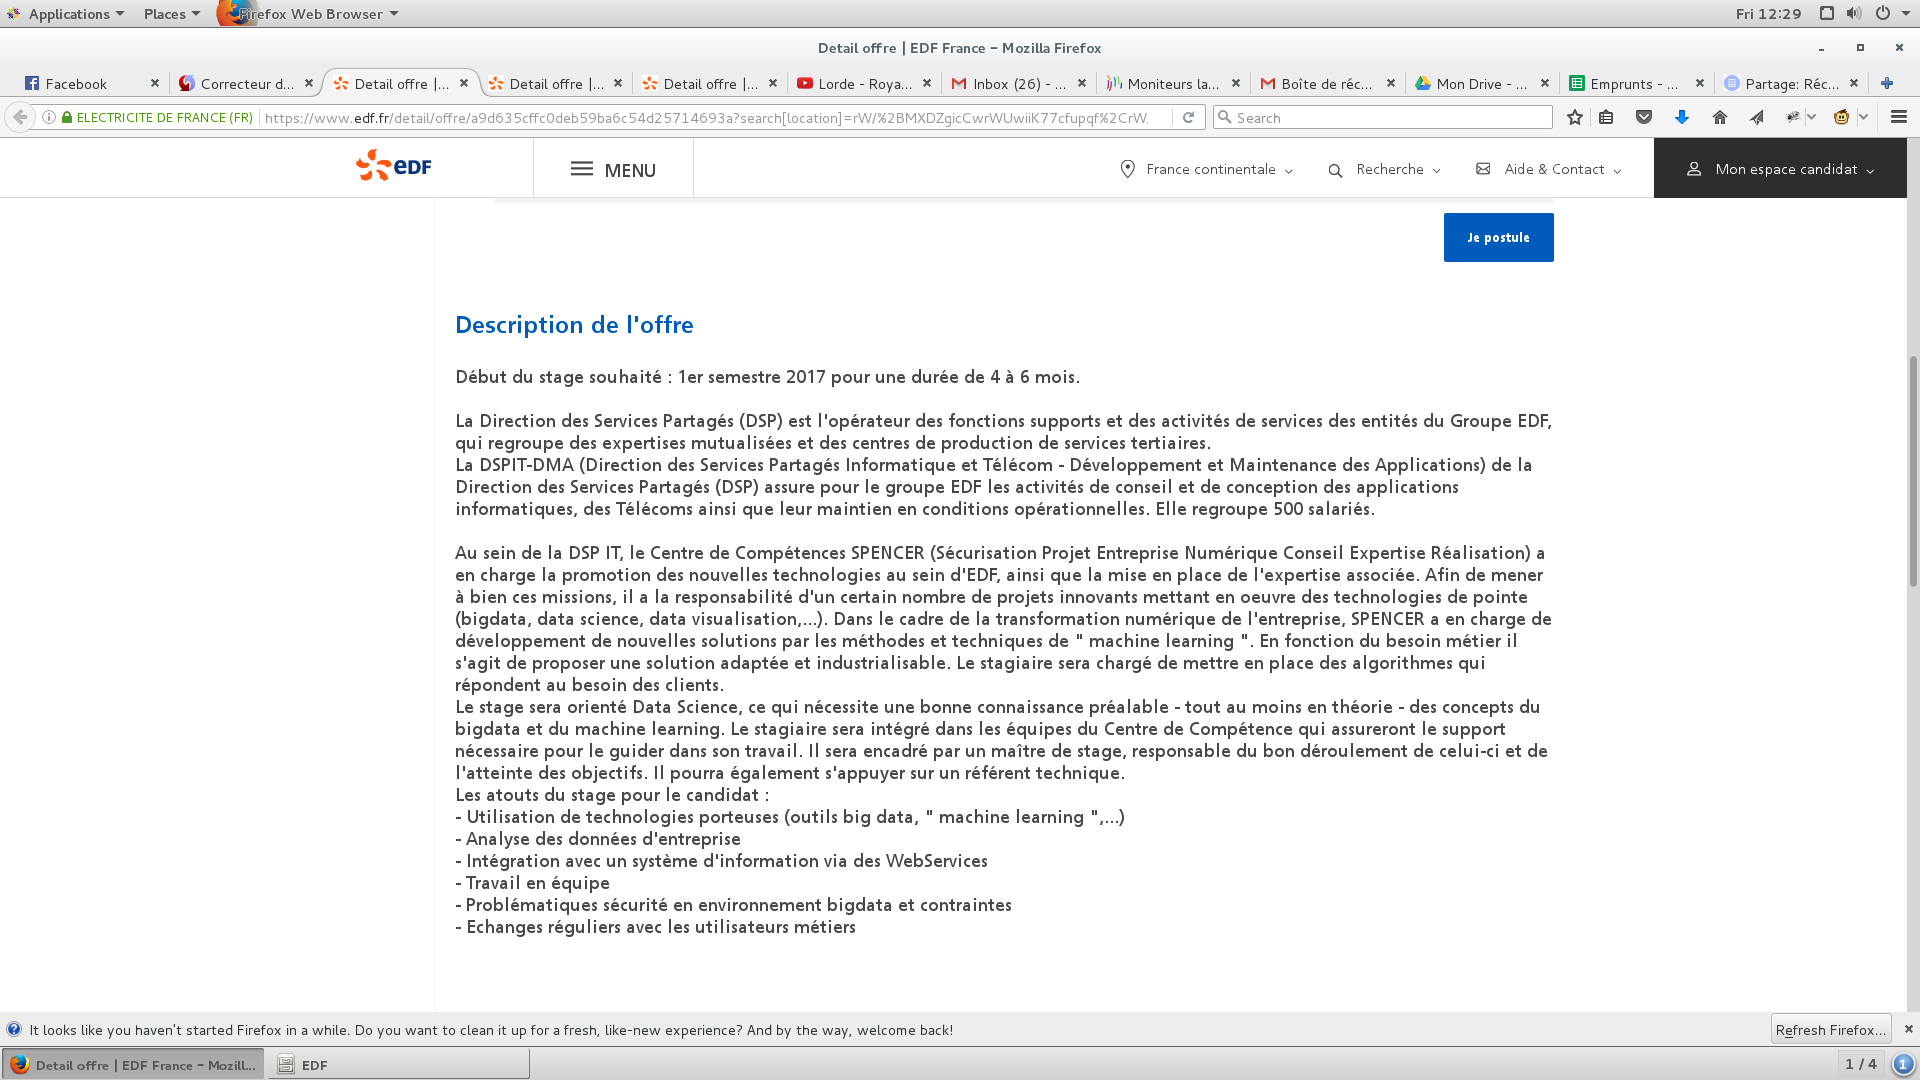 Applications Places Firefox Web Browser Fri 12:29
Detail offre | EDF France – Mozilla Firefox
Facebook Correcteur d... Detail offre |... Detail offre |... Detail offre |... Lorde - Roya... Inbox (26) - ... Moniteurs la... Boîte de réc... Mon Drive - ... Emprunts - ... Partage: Réc...
ELECTRICITE DE FRANCE (FR) https://www.edf.fr/detail/offre/a9d635cffc0deb59ba6c54d25714693a?search[location]=rW/%2BMXDZgicCwrWUwiiK77cfupqf%2CrW, Search
EDF MENU France continentale Recherche Aide & Contact Mon espace candidat
Je postule
Description de l'offre
Début du stage souhaité : 1er semestre 2017 pour une durée de 4 à 6 mois.
La Direction des Services Partagés (DSP) est l'opérateur des fonctions supports et des activités de services des entités du Groupe EDF,
qui regroupe des expertises mutualisées et des centres de production de services tertiaires.
La DSPIT-DMA (Direction des Services Partagés Informatique et Télécom - Développement et Maintenance des Applications) de la
Direction des Services Partagés (DSP) assure pour le groupe EDF les activités de conseil et de conception des applications
informatiques, des Télécoms ainsi que leur maintien en conditions opérationnelles. Elle regroupe 500 salariés.
Au sein de la DSP IT, le Centre de Compétences SPENCER (Sécurisation Projet Entreprise Numérique Conseil Expertise Réalisation) a
en charge la promotion des nouvelles technologies au sein d'EDF, ainsi que la mise en place de l'expertise associée. Afin de mener
à bien ces missions, il a la responsabilité d'un certain nombre de projets innovants mettant en oeuvre des technologies de pointe
(bigdata, data science, data visualisation,...). Dans le cadre de la transformation numérique de l'entreprise, SPENCER a en charge de
développement de nouvelles solutions par les méthodes et techniques de " machine learning ". En fonction du besoin métier il
s'agit de proposer une solution adaptée et industrialisable. Le stagiaire sera chargé de mettre en place des algorithmes qui
répondent au besoin des clients.
Le stage sera orienté Data Science, ce qui nécessite une bonne connaissance préalable - tout au moins en théorie - des concepts du
bigdata et du machine learning. Le stagiaire sera intégré dans les équipes du Centre de Compétence qui assureront le support
nécessaire pour le guider dans son travail. Il sera encadré par un maître de stage, responsable du bon déroulement de celui-ci et de
l'atteinte des objectifs. Il pourra également s'appuyer sur un référent technique.
Les atouts du stage pour le candidat :
- Utilisation de technologies porteuses (outils big data, " machine learning ",...)
- Analyse des données d'entreprise
- Intégration avec un système d'information via des WebServices
- Travail en équipe
- Problématiques sécurité en environnement bigdata et contraintes
- Echanges réguliers avec les utilisateurs métiers
It looks like you haven't started Firefox in a while. Do you want to clean it up for a fresh, like-new experience? And by the way, welcome back! Refresh Firefox...
Detail offre | EDF France – Mozill... EDF 1 / 4 1